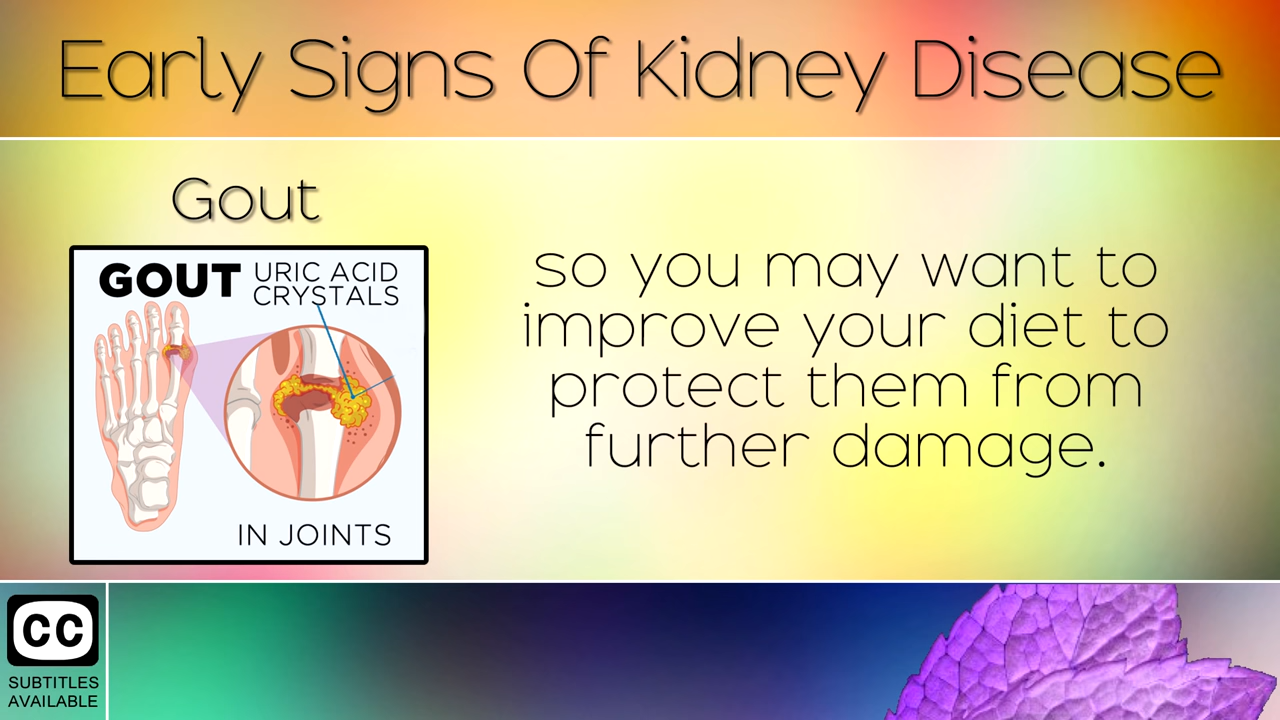 Early Signs Of Kidney Disease
Gout
GOUT URIC ACID
CRYSTALS
IN JOINTS
so you may want to
improve your diet to
protect them from
further damage.
CC
SUBTITLES
AVAILABLE